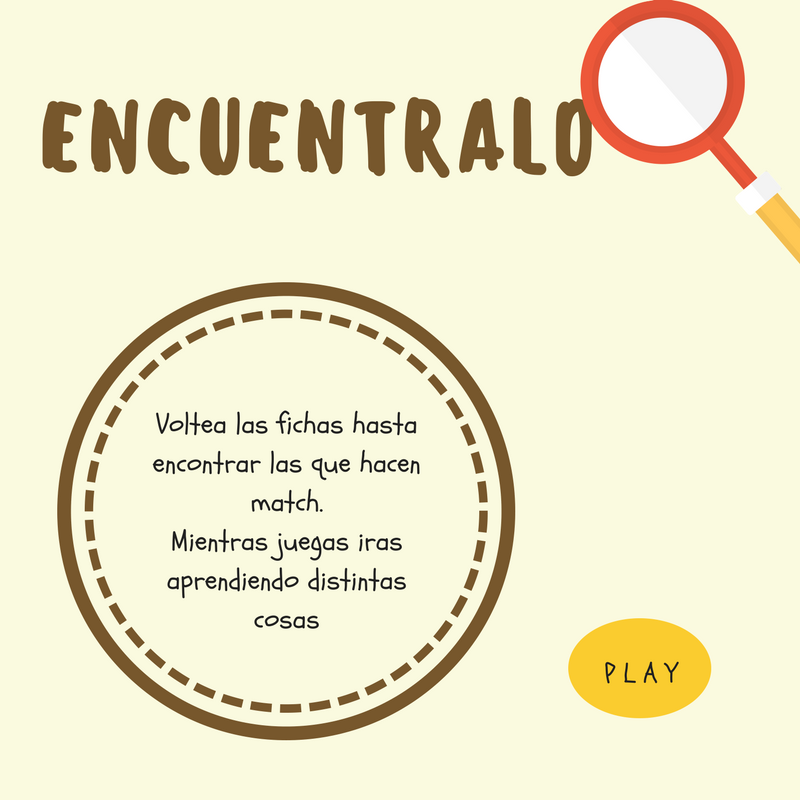 ENCUENTRALO
Voltea las fichas hasta
encontrar las que hacen
match.
Mientras juegas iras
aprendiendo distintas
cosas
PLAY